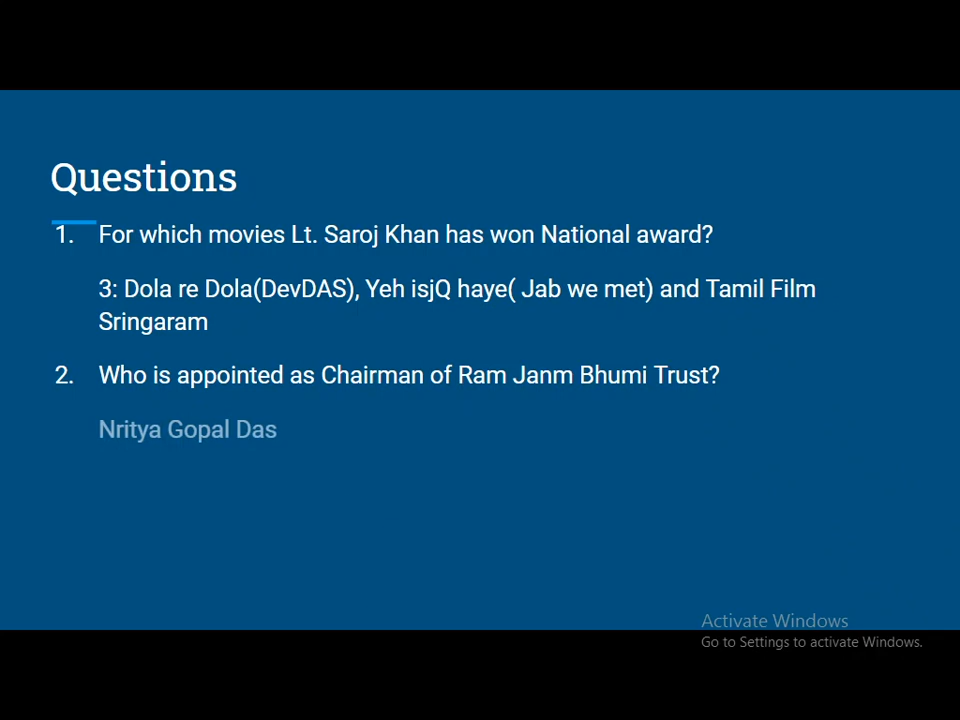 Questions
1. For which movies Lt. Saroj Khan has won National award?
3: Dola re Dola(DevDAS), Yeh isjQ haye( Jab we met) and Tamil Film
Sringaram
2. Who is appointed as Chairman of Ram Janm Bhumi Trust?
Nritya Gopal Das
Activate Windows
Go to Settings to activate Windows.